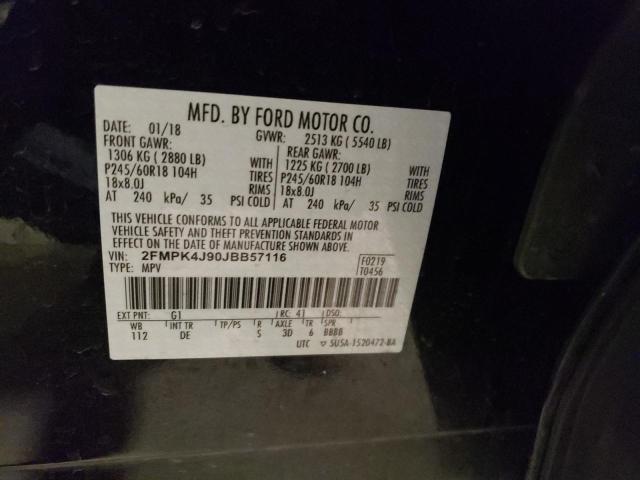 MFD. BY FORD MOTOR CO.
DATE: 01/18 GVWR: 2513 KG ( 5540 LB)
FRONT GAWR: REAR GAWR:
1306 KG ( 2880 LB) WITH 1225 KG ( 2700 LB) WITH
P245/60R18 104H TIRES P245/60R18 104H TIRES
18x8.0J RIMS 18x8.0J RIMS
AT 240 kPa/ 35 PSI COLD AT 240 kPa/ 35 PSI COLD
THIS VEHICLE CONFORMS TO ALL APPLICABLE FEDERAL MOTOR
VEHICLE SAFETY AND THEFT PREVENTION STANDARDS IN
EFFECT ON THE DATE OF MANUFACTURE SHOWN ABOVE.
VIN: 2FMPK4J90JBB57116 F0219
TYPE: MPV T0456
EXT PNT: G1 RC: 41 DSO:
WB INT TR TP/PS R AXLE TR SPR
112 DE S 3D 6 BBBB
UTC ▽ 5USA-1520472-BA